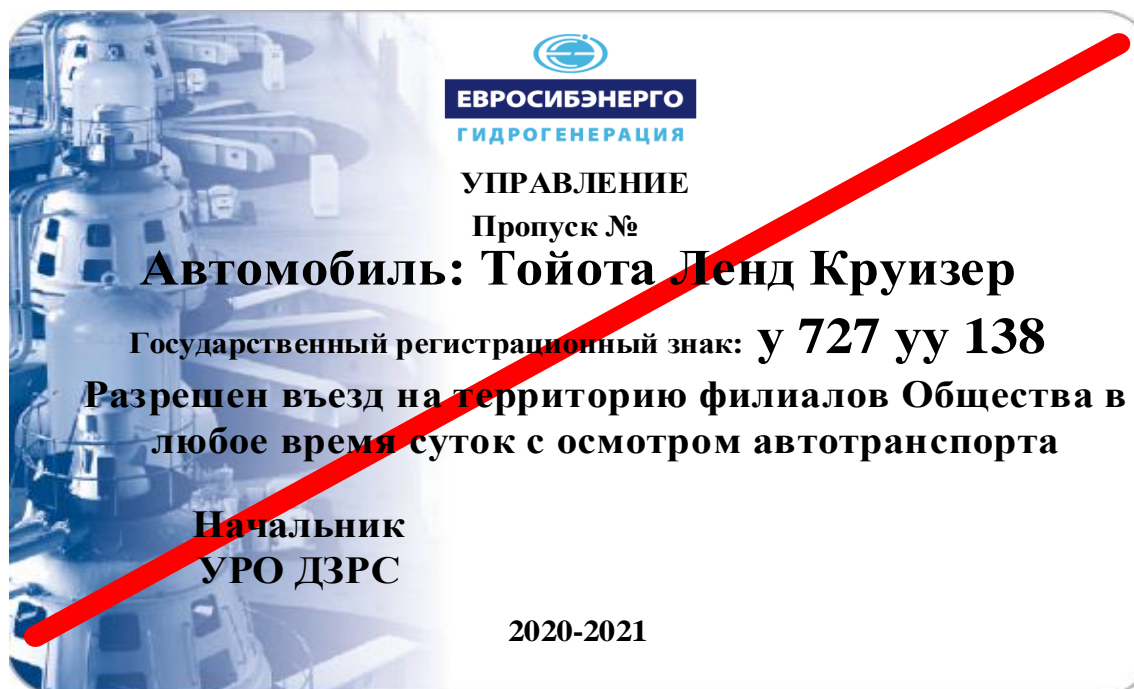 ЕВРОСИБЭНЕРГО
ГИДРОГЕНЕРАЦИЯ
УПРАВЛЕНИЕ
Пропуск №
Автомобиль: Тойота Ленд Круизер
Государственный регистрационный знак: у 727 уу 138
Разрешен въезд на территорию филиалов Общества в
любое время суток с осмотром автотранспорта
Начальник
УРО ДЗРС
2020-2021